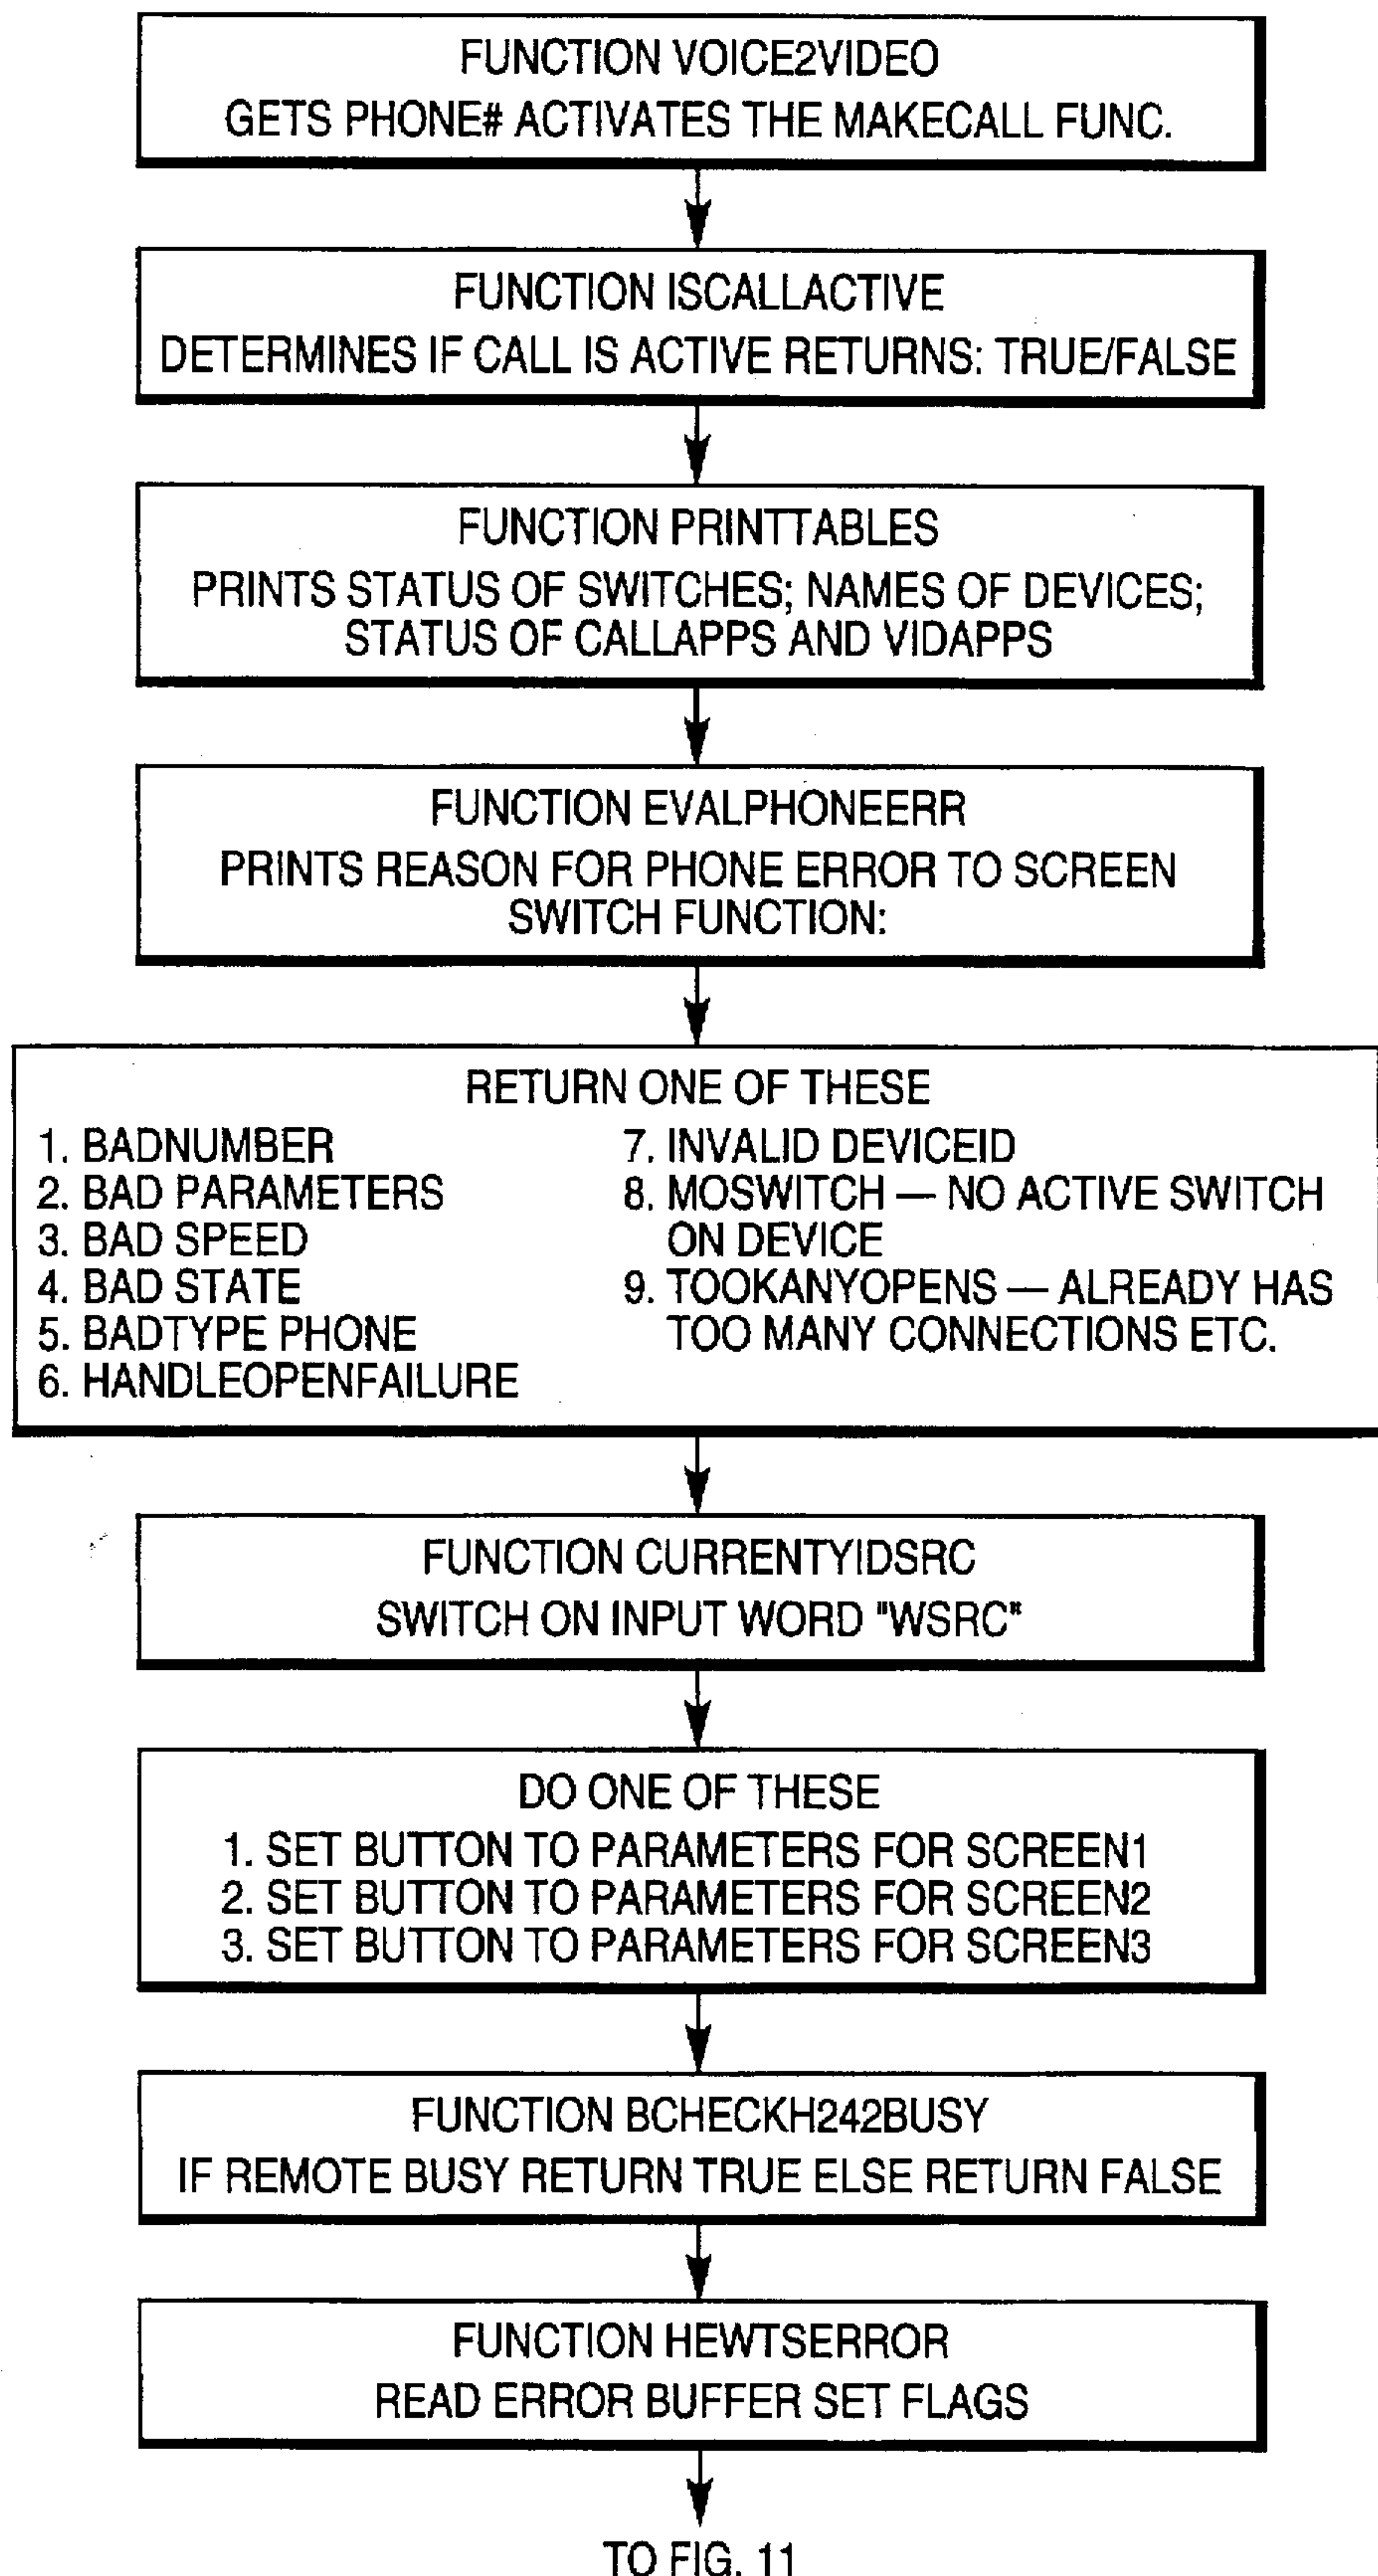 FUNCTION VOICE2VIDEO
GETS PHONE# ACTIVATES THE MAKECALL FUNC.
FUNCTION ISCALLACTIVE
DETERMINES IF CALL IS ACTIVE RETURNS: TRUE/FALSE
FUNCTION PRINTTABLES
PRINTS STATUS OF SWITCHES; NAMES OF DEVICES;
STATUS OF CALLAPPS AND VIDAPPS
FUNCTION EVALPHONEERR
PRINTS REASON FOR PHONE ERROR TO SCREEN
SWITCH FUNCTION:
RETURN ONE OF THESE
1. BADNUMBER
2. BAD PARAMETERS
3. BAD SPEED
4. BAD STATE
5. BADTYPE PHONE
6. HANDLEOPENFAILURE
7. INVALID DEVICEID
8. MOSWITCH — NO ACTIVE SWITCH
ON DEVICE
9. TOOKANYOPENS — ALREADY HAS
TOO MANY CONNECTIONS ETC.
FUNCTION CURRENTYIDSRC
SWITCH ON INPUT WORD "WSRC"
DO ONE OF THESE
1. SET BUTTON TO PARAMETERS FOR SCREEN1
2. SET BUTTON TO PARAMETERS FOR SCREEN2
3. SET BUTTON TO PARAMETERS FOR SCREEN3
FUNCTION BCHECKH242BUSY
IF REMOTE BUSY RETURN TRUE ELSE RETURN FALSE
FUNCTION HEWTSERROR
READ ERROR BUFFER SET FLAGS
TO FIG. 11